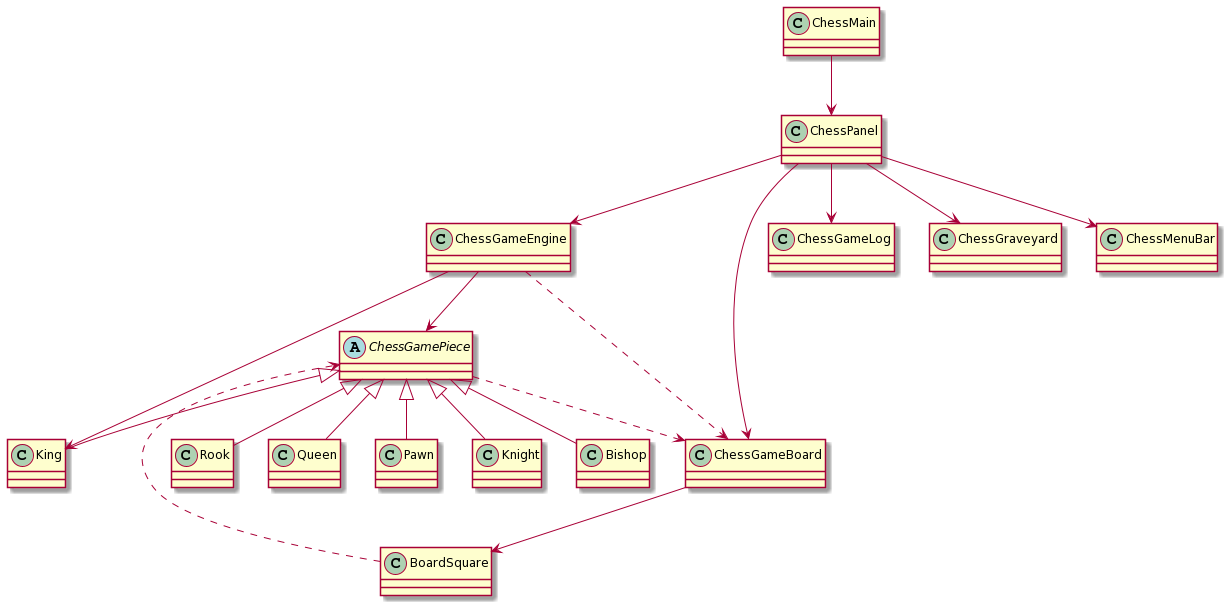 C ChessMain
C ChessPanel
C ChessGameEngine
C ChessGameLog
C ChessGraveyard
C ChessMenuBar
A ChessGamePiece
C King
C Rook
C Queen
C Pawn
C Knight
C Bishop
C ChessGameBoard
C BoardSquare